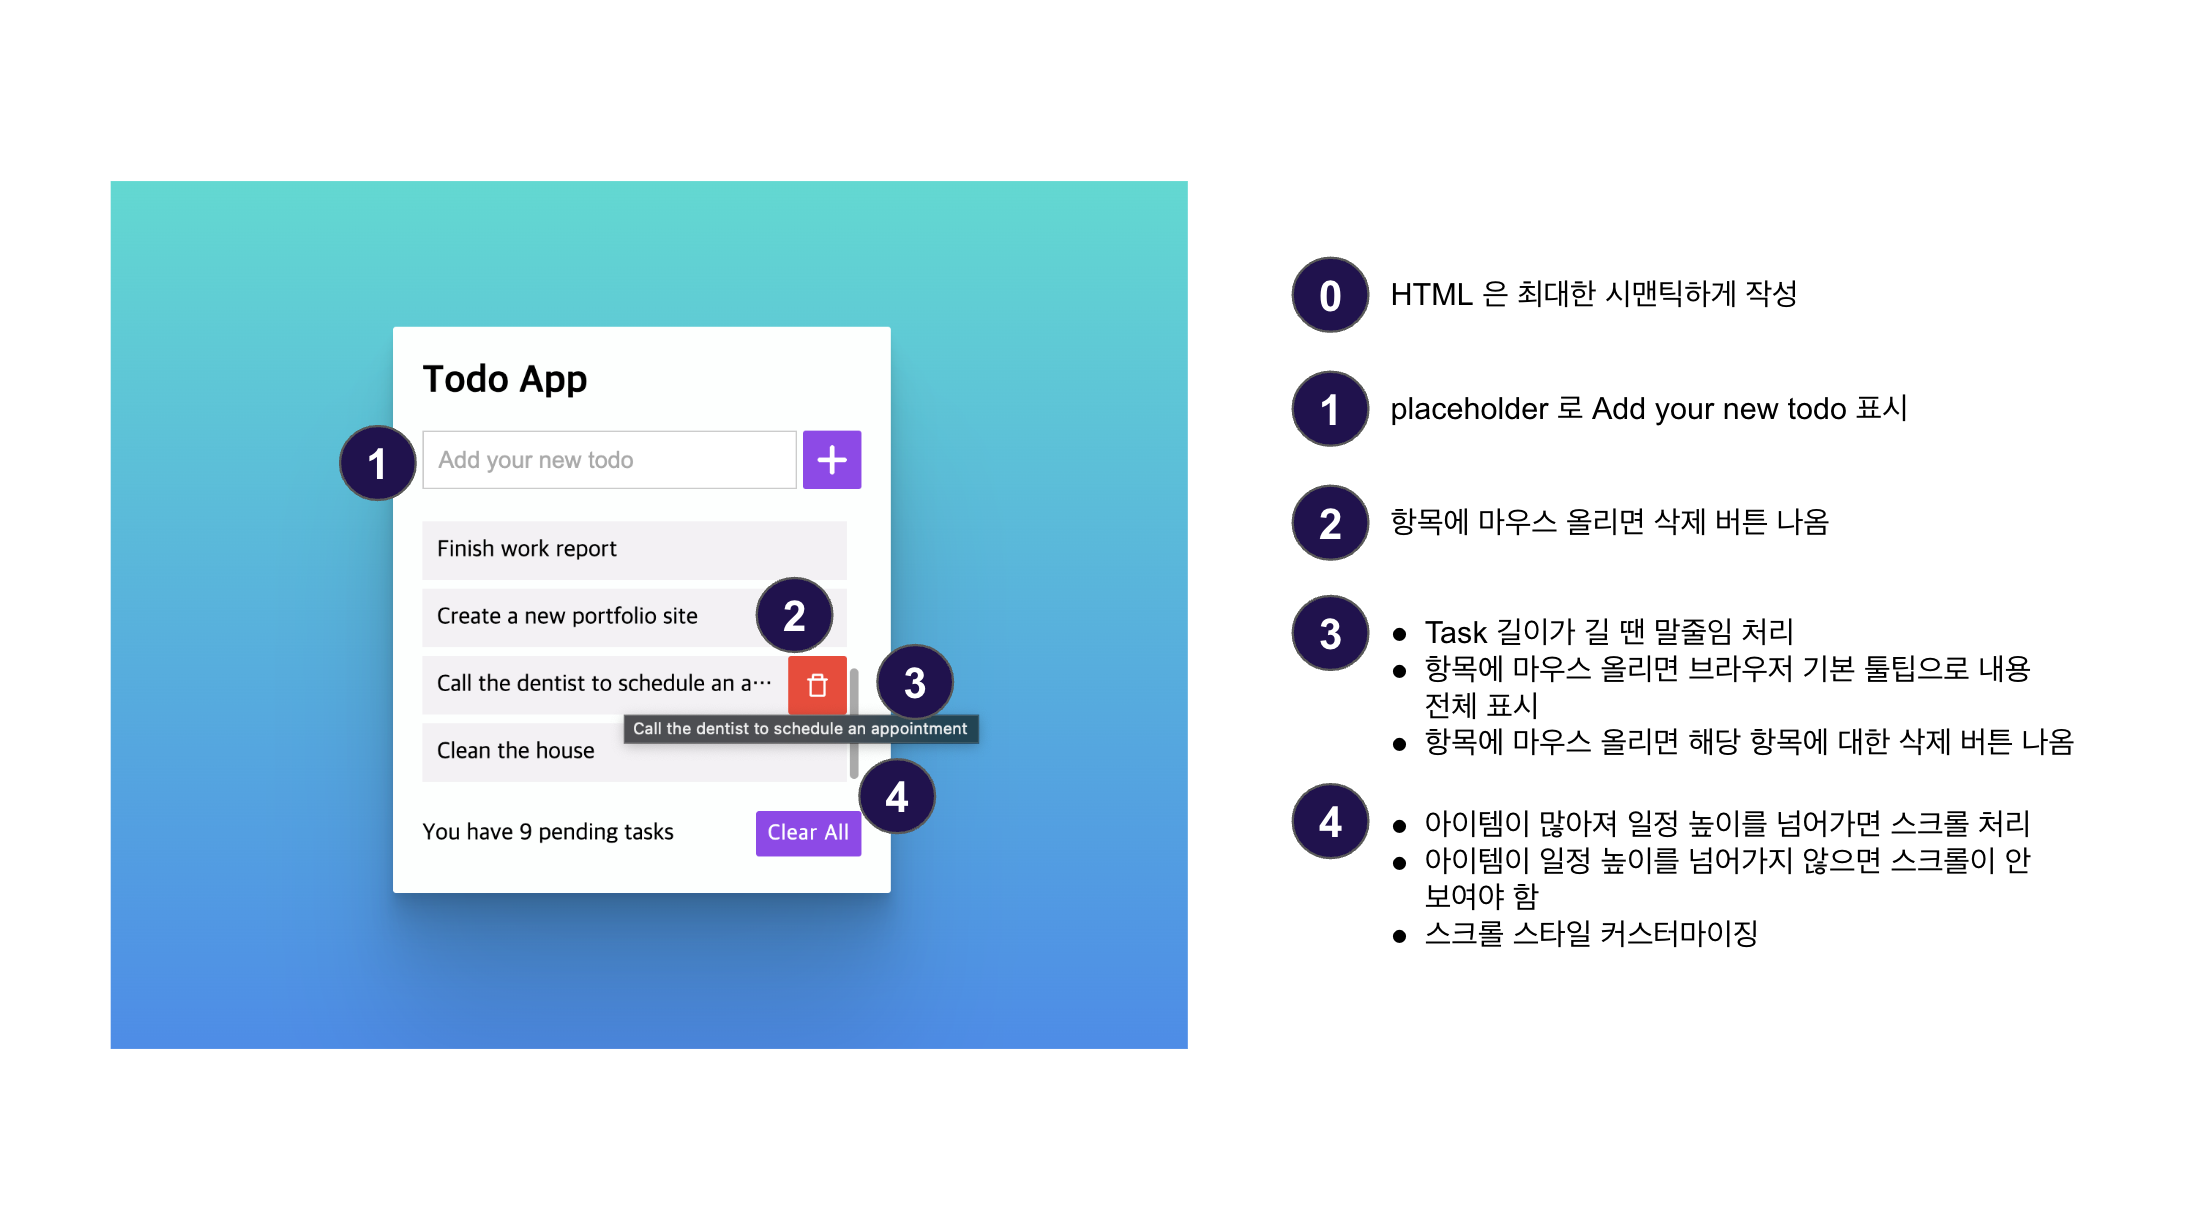 Todo App
1
Add your new todo
Finish work report
Create a new portfolio site
2
Call the dentist to schedule an a…
3
Call the dentist to schedule an appointment
Clean the house
4
You have 9 pending tasks
Clear All
0
HTML 은 최대한 시맨틱하게 작성
1
placeholder 로 Add your new todo 표시
2
항목에 마우스 올리면 삭제 버튼 나옴
3
● Task 길이가 길 땐 말줄임 처리
● 항목에 마우스 올리면 브라우저 기본 툴팁으로 내용
전체 표시
● 항목에 마우스 올리면 해당 항목에 대한 삭제 버튼 나옴
4
● 아이템이 많아져 일정 높이를 넘어가면 스크롤 처리
● 아이템이 일정 높이를 넘어가지 않으면 스크롤이 안
보여야 함
● 스크롤 스타일 커스터마이징